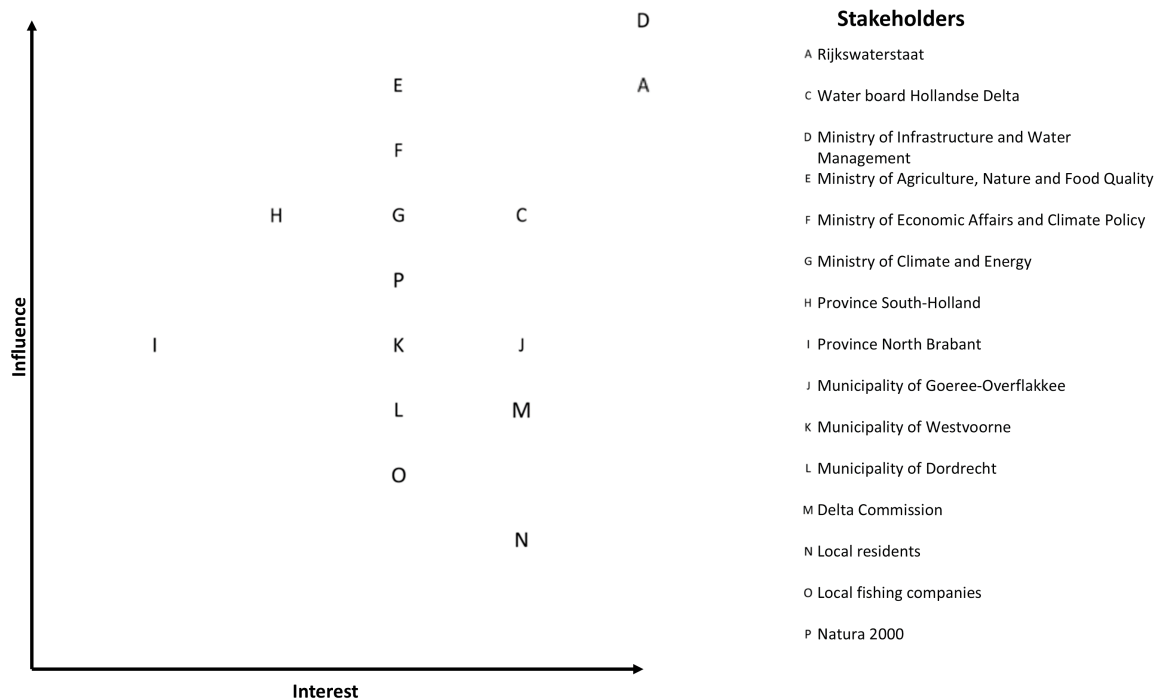 D
Stakeholders
A Rijkswaterstaat
E
A
C Water board Hollandse Delta
D Ministry of Infrastructure and Water
Management
F
E Ministry of Agriculture, Nature and Food Quality
H
G
C
F Ministry of Economic Affairs and Climate Policy
G Ministry of Climate and Energy
P
H Province South-Holland
Influence
I
K
J
I Province North Brabant
J Municipality of Goeree-Overflakkee
L
M
K Municipality of Westvoorne
O
L Municipality of Dordrecht
M Delta Commission
N
N Local residents
O Local fishing companies
P Natura 2000
Interest